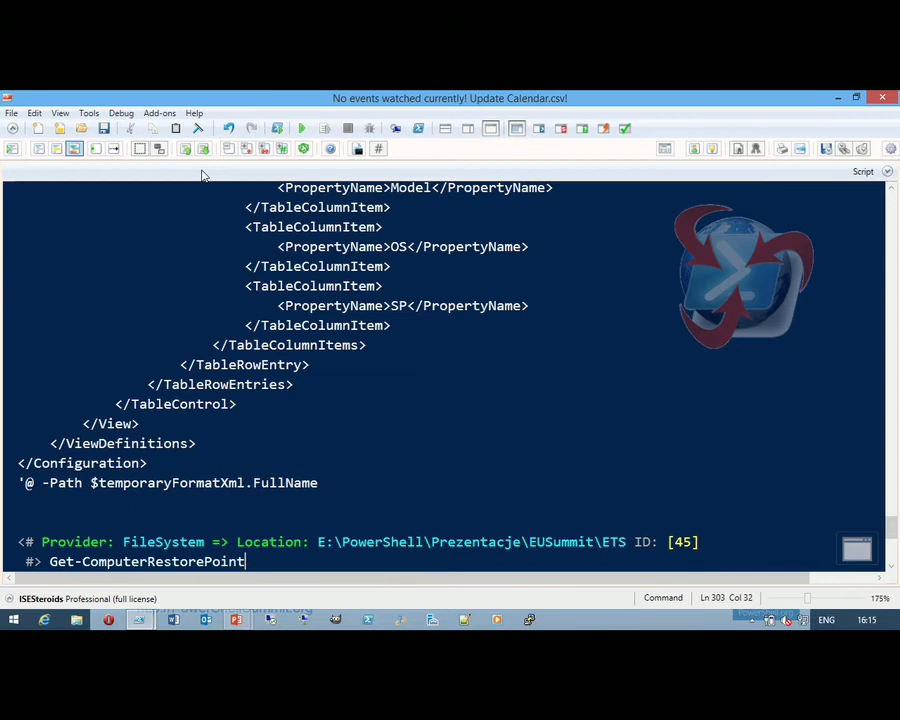 No events watched currently! Update Calendar.csv!
File Edit View Tools Debug Add-ons Help
Script
<PropertyName>Model</PropertyName>
</TableColumnItem>
<TableColumnItem>
<PropertyName>OS</PropertyName>
</TableColumnItem>
<TableColumnItem>
<PropertyName>SP</PropertyName>
</TableColumnItem>
</TableColumnItems>
</TableRowEntry>
</TableRowEntries>
</TableControl>
</View>
</ViewDefinitions>
</Configuration>
'@ -Path $temporaryFormatXml.FullName
<# Provider: FileSystem => Location: E:\PowerShell\Prezentacje\EUSummit\ETS ID: [45]
#> Get-ComputerRestorePoint
ISESteroids Professional (full license)
Command Ln 303 Col 32 175%
ENG 16:15